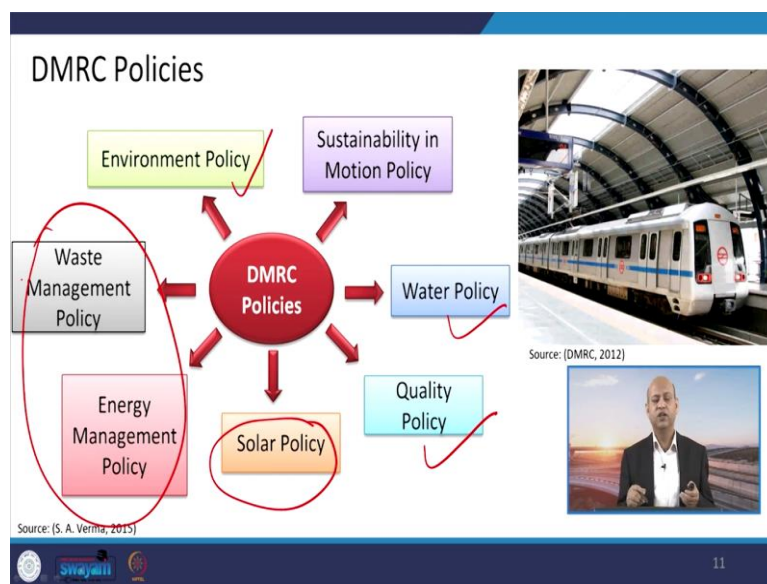 DMRC Policies
Environment Policy
Sustainability in
Motion Policy
Waste
Management
Policy
DMRC
Policies
Water Policy
Energy
Management
Policy
Solar Policy
Quality
Policy
Source: (DMRC, 2012)
Source: (S. A. Verma, 2015)
swayam
11